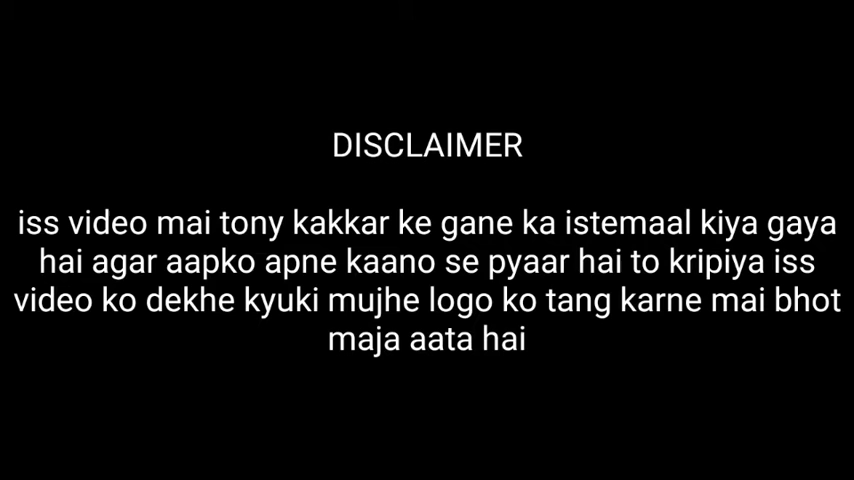 DISCLAIMER
iss video mai tony kakkar ke gane ka istemaal kiya gaya
hai agar aapko apne kaano se pyaar hai to kripiya iss
video ko dekhe kyuki mujhe logo ko tang karne mai bhot
maja aata hai